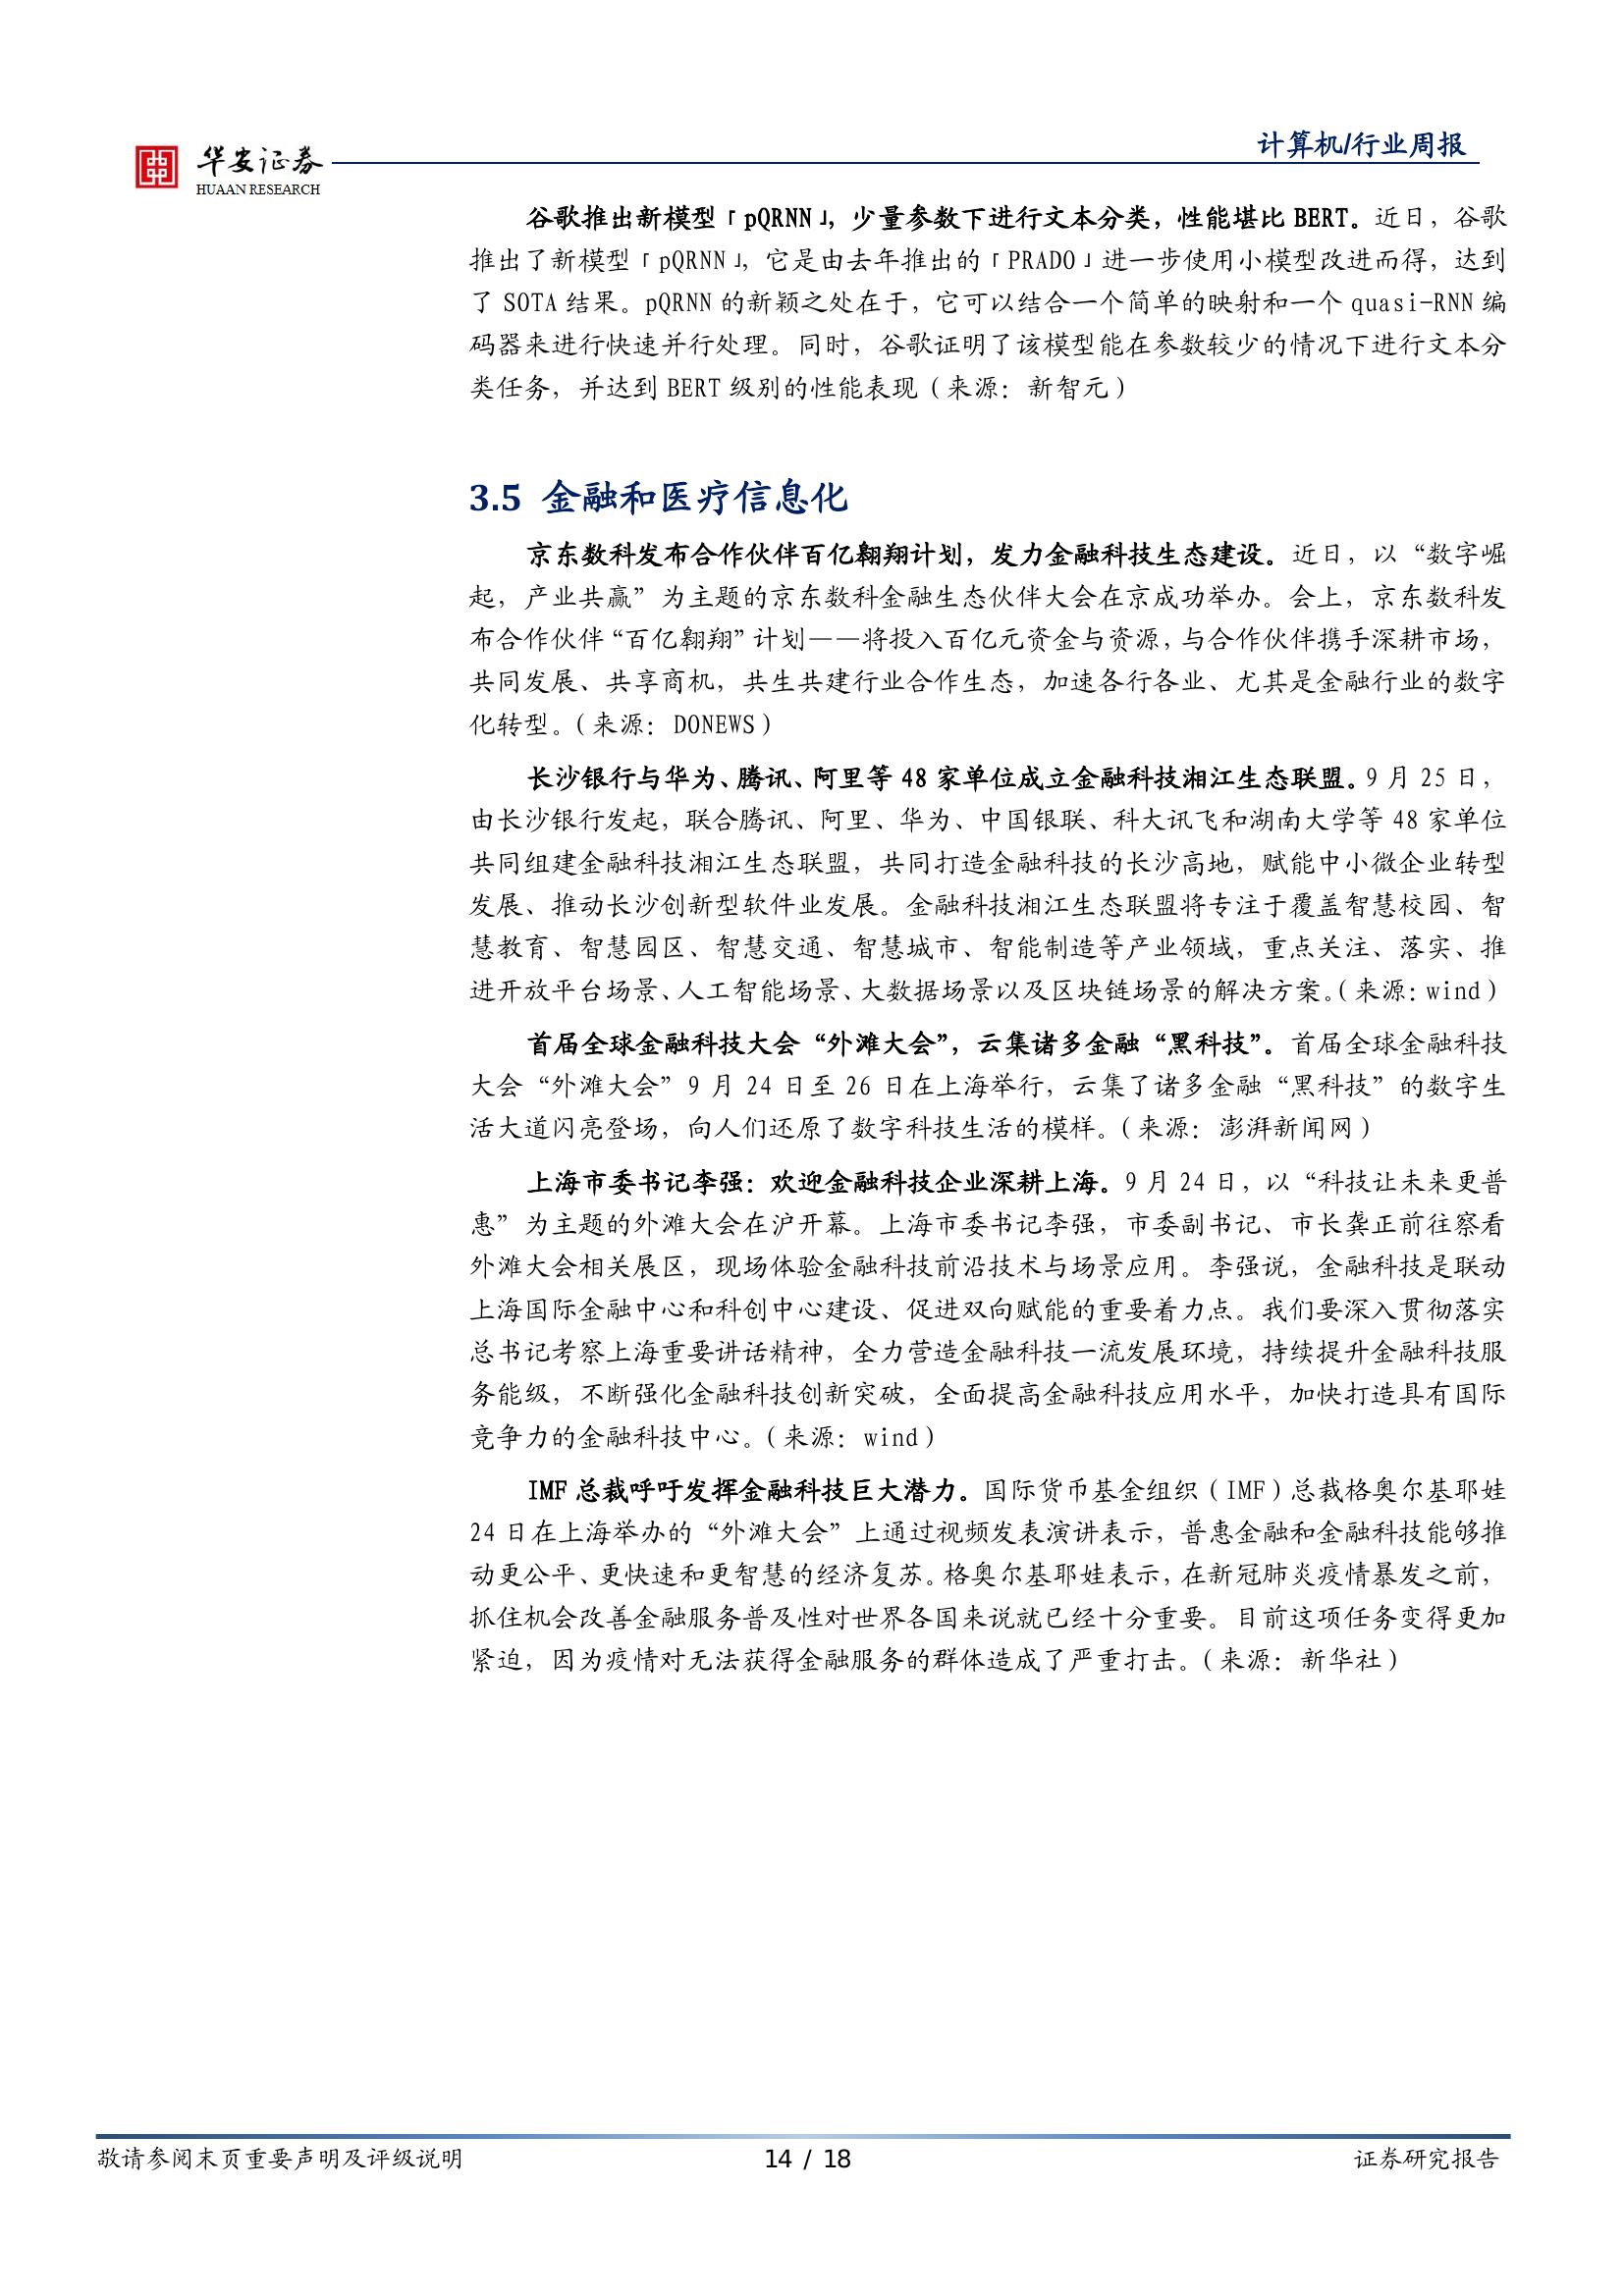 华安证券
HUAAN RESEARCH
计算机/行业周报
谷歌推出新模型「pQRNN」，少量参数下进行文本分类，性能堪比 BERT。近日，谷歌
推出了新模型「pQRNN」，它是由去年推出的「PRADO」进一步使用小模型改进而得，达到
了 SOTA 结果。pQRNN 的新颖之处在于，它可以结合一个简单的映射和一个 quasi-RNN 编
码器来进行快速并行处理。同时，谷歌证明了该模型能在参数较少的情况下进行文本分
类任务，并达到 BERT 级别的性能表现（来源：新智元）
3.5 金融和医疗信息化
京东数科发布合作伙伴百亿翱翔计划，发力金融科技生态建设。近日，以“数字崛
起，产业共赢”为主题的京东数科金融生态伙伴大会在京成功举办。会上，京东数科发
布合作伙伴“百亿翱翔”计划——将投入百亿元资金与资源，与合作伙伴携手深耕市场，
共同发展、共享商机，共生共建行业合作生态，加速各行各业、尤其是金融行业的数字
化转型。（来源：DONEWS）
长沙银行与华为、腾讯、阿里等 48 家单位成立金融科技湘江生态联盟。9 月 25 日，
由长沙银行发起，联合腾讯、阿里、华为、中国银联、科大讯飞和湖南大学等 48 家单位
共同组建金融科技湘江生态联盟，共同打造金融科技的长沙高地，赋能中小微企业转型
发展、推动长沙创新型软件业发展。金融科技湘江生态联盟将专注于覆盖智慧校园、智
慧教育、智慧园区、智慧交通、智慧城市、智能制造等产业领域，重点关注、落实、推
进开放平台场景、人工智能场景、大数据场景以及区块链场景的解决方案。（来源：wind）
首届全球金融科技大会“外滩大会”，云集诸多金融“黑科技”。首届全球金融科技
大会“外滩大会”9 月 24 日至 26 日在上海举行，云集了诸多金融“黑科技”的数字生
活大道闪亮登场，向人们还原了数字科技生活的模样。（来源：澎湃新闻网）
上海市委书记李强：欢迎金融科技企业深耕上海。9 月 24 日，以“科技让未来更普
惠”为主题的外滩大会在沪开幕。上海市委书记李强，市委副书记、市长龚正前往察看
外滩大会相关展区，现场体验金融科技前沿技术与场景应用。李强说，金融科技是联动
上海国际金融中心和科创中心建设、促进双向赋能的重要着力点。我们要深入贯彻落实
总书记考察上海重要讲话精神，全力营造金融科技一流发展环境，持续提升金融科技服
务能级，不断强化金融科技创新突破，全面提高金融科技应用水平，加快打造具有国际
竞争力的金融科技中心。（来源：wind）
IMF 总裁呼吁发挥金融科技巨大潜力。国际货币基金组织（IMF）总裁格奥尔基耶娃
24 日在上海举办的“外滩大会”上通过视频发表演讲表示，普惠金融和金融科技能够推
动更公平、更快速和更智慧的经济复苏。格奥尔基耶娃表示，在新冠肺炎疫情暴发之前，
抓住机会改善金融服务普及性对世界各国来说就已经十分重要。目前这项任务变得更加
紧迫，因为疫情对无法获得金融服务的群体造成了严重打击。（来源：新华社）
敬请参阅末页重要声明及评级说明
14 / 18
证券研究报告